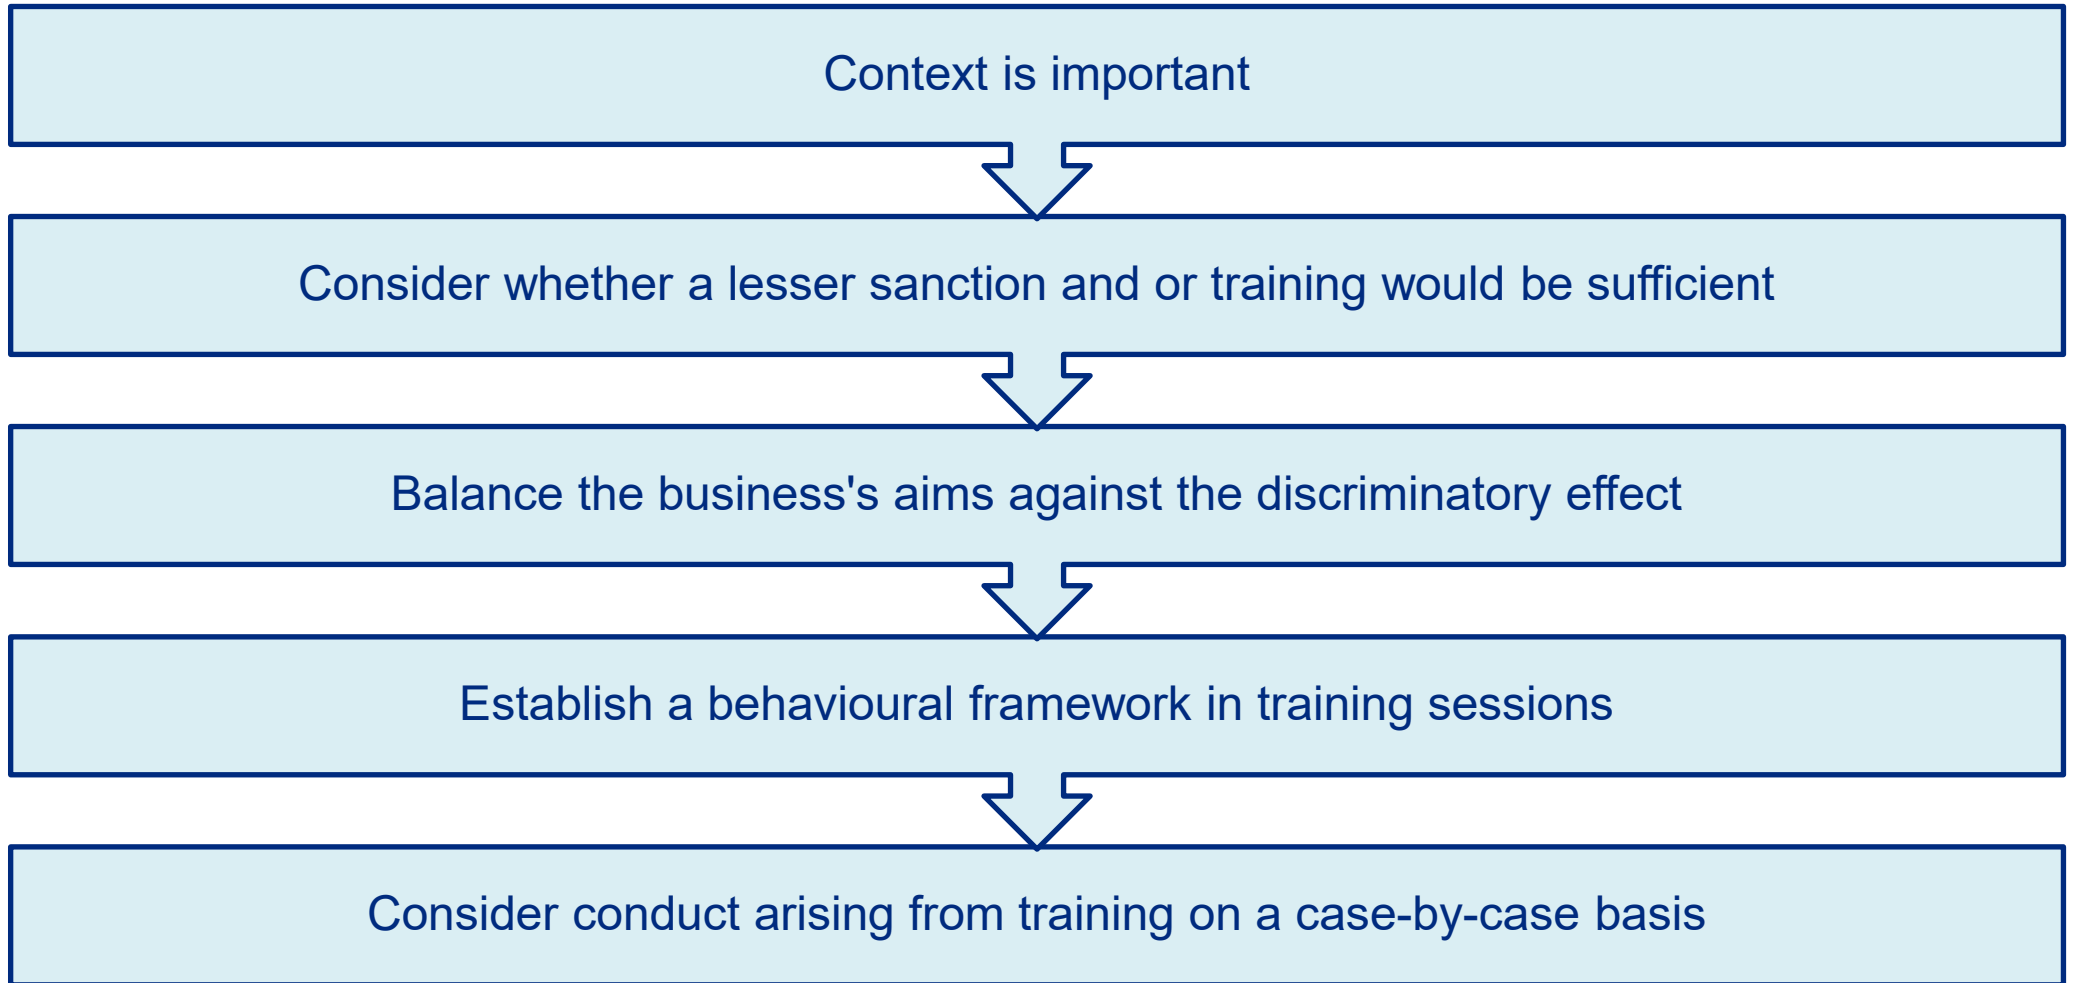 Context is important
Consider whether a lesser sanction and or training would be sufficient
Balance the business's aims against the discriminatory effect
Establish a behavioural framework in training sessions
Consider conduct arising from training on a case-by-case basis